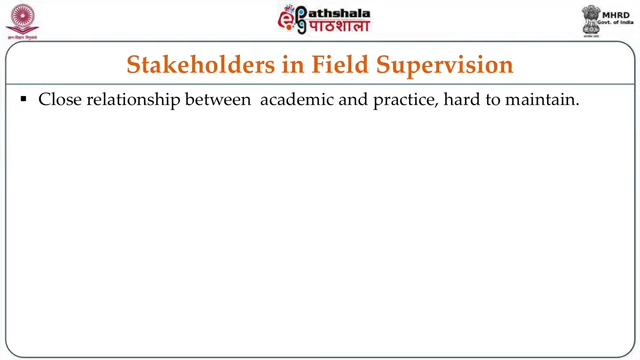 ePathshala
पाठशाला
MHRD
Govt. of India
Stakeholders in Field Supervision
▪ Close relationship between academic and practice, hard to maintain.